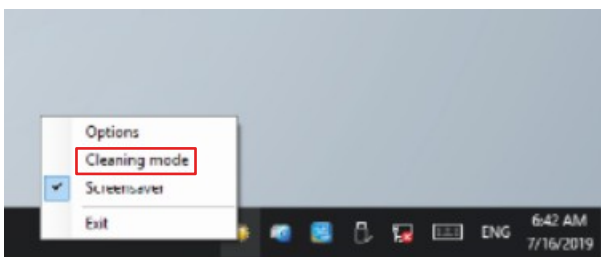 Options
Cleaning mode
Screensaver
Exit
ENG
6:42 AM
7/16/2019